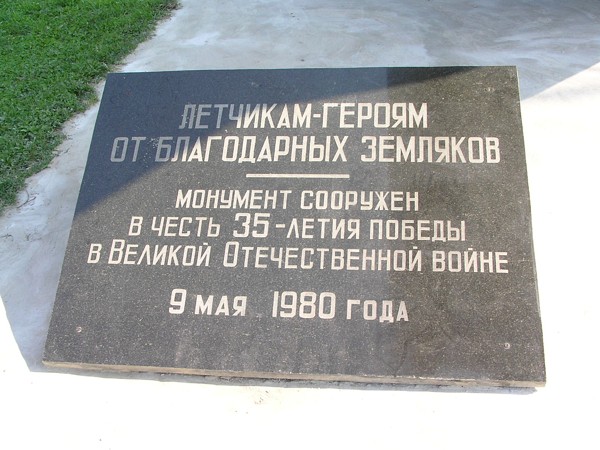 ЛЕТЧИКАМ-ГЕРОЯМ
ОТ БЛАГОДАРНЫХ ЗЕМЛЯКОВ
МОНУМЕНТ СООРУЖЕН
В ЧЕСТЬ 35-ЛЕТИЯ ПОБЕДЫ
В ВЕЛИКОЙ ОТЕЧЕСТВЕННОЙ ВОЙНЕ
9 МАЯ 1980 ГОДА